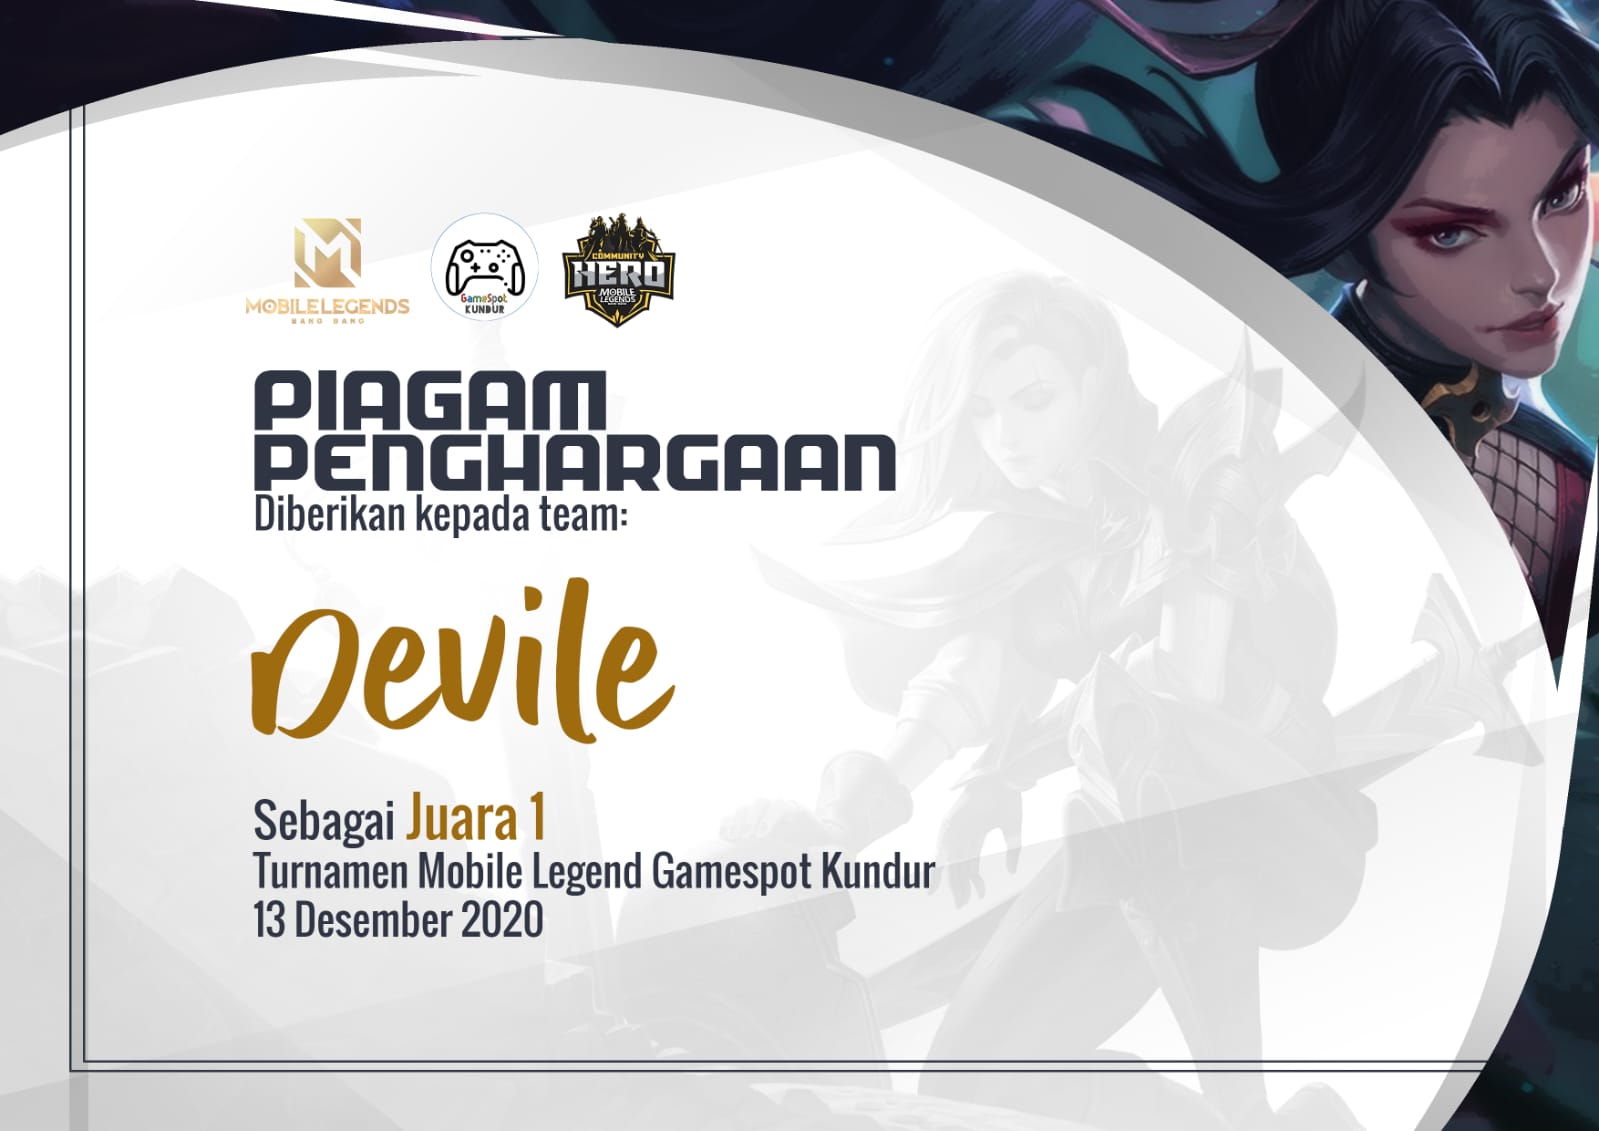 MOBILE LEGENDS
BANG BANG
GameSpot
KUNDUR
COMMUNITY
HERO
MOBILE
LEGENDS
PIAGAM
PENGHARGAAN
Diberikan kepada team:
Devile
Sebagai Juara 1
Turnamen Mobile Legend Gamespot Kundur
13 Desember 2020